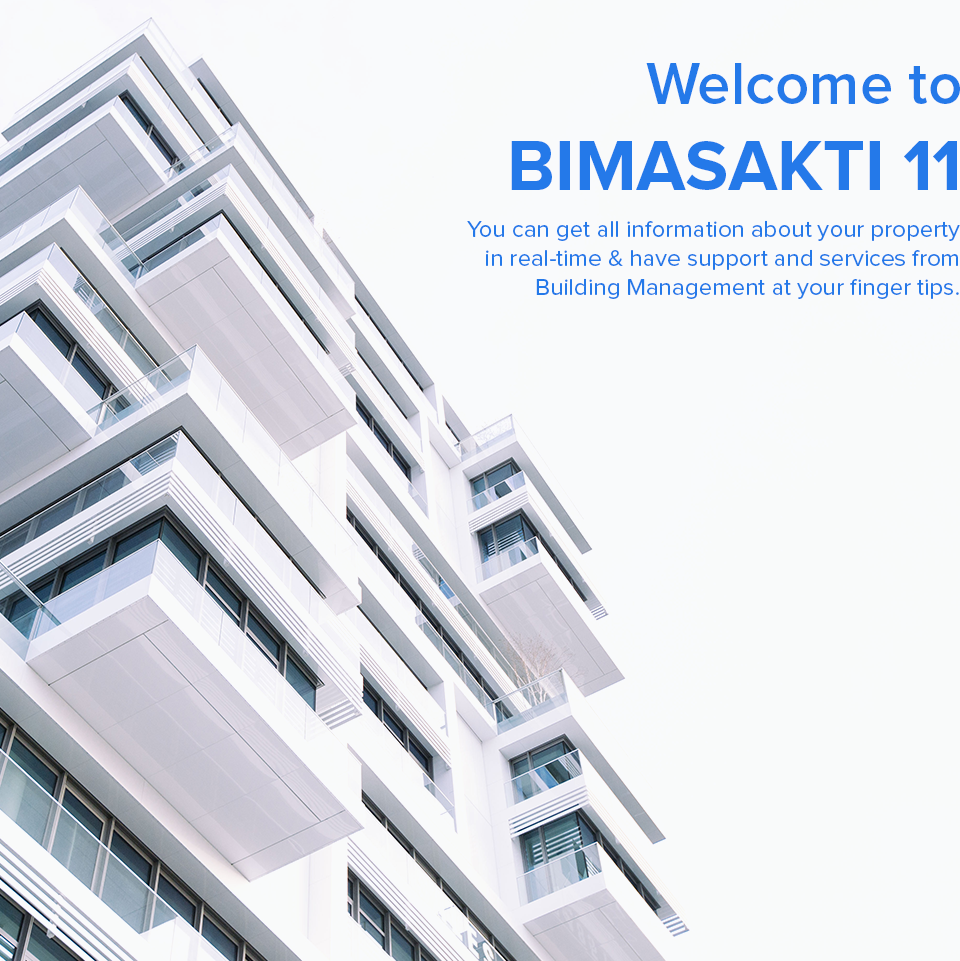 Welcome to
BIMASAKTI 11
You can get all information about your property
in real-time & have support and services from
Building Management at your finger tips.